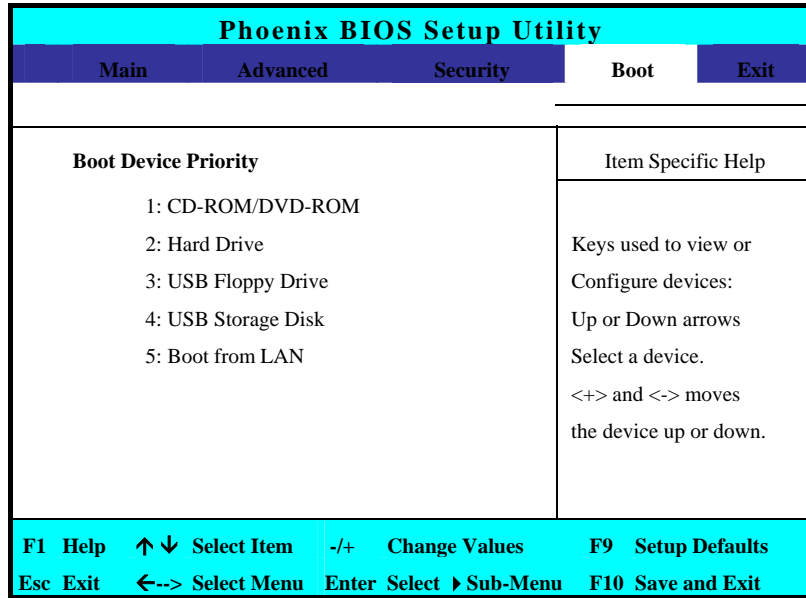 Phoenix BIOS Setup Utility
Main Advanced Security Boot Exit
Boot Device Priority
1: CD-ROM/DVD-ROM
2: Hard Drive
3: USB Floppy Drive
4: USB Storage Disk
5: Boot from LAN
Item Specific Help
Keys used to view or
Configure devices:
Up or Down arrows
Select a device.
<+> and <-> moves
the device up or down.
F1 Help ↑↓ Select Item -/+ Change Values F9 Setup Defaults
Esc Exit ←--> Select Menu Enter Select ▶ Sub-Menu F10 Save and Exit